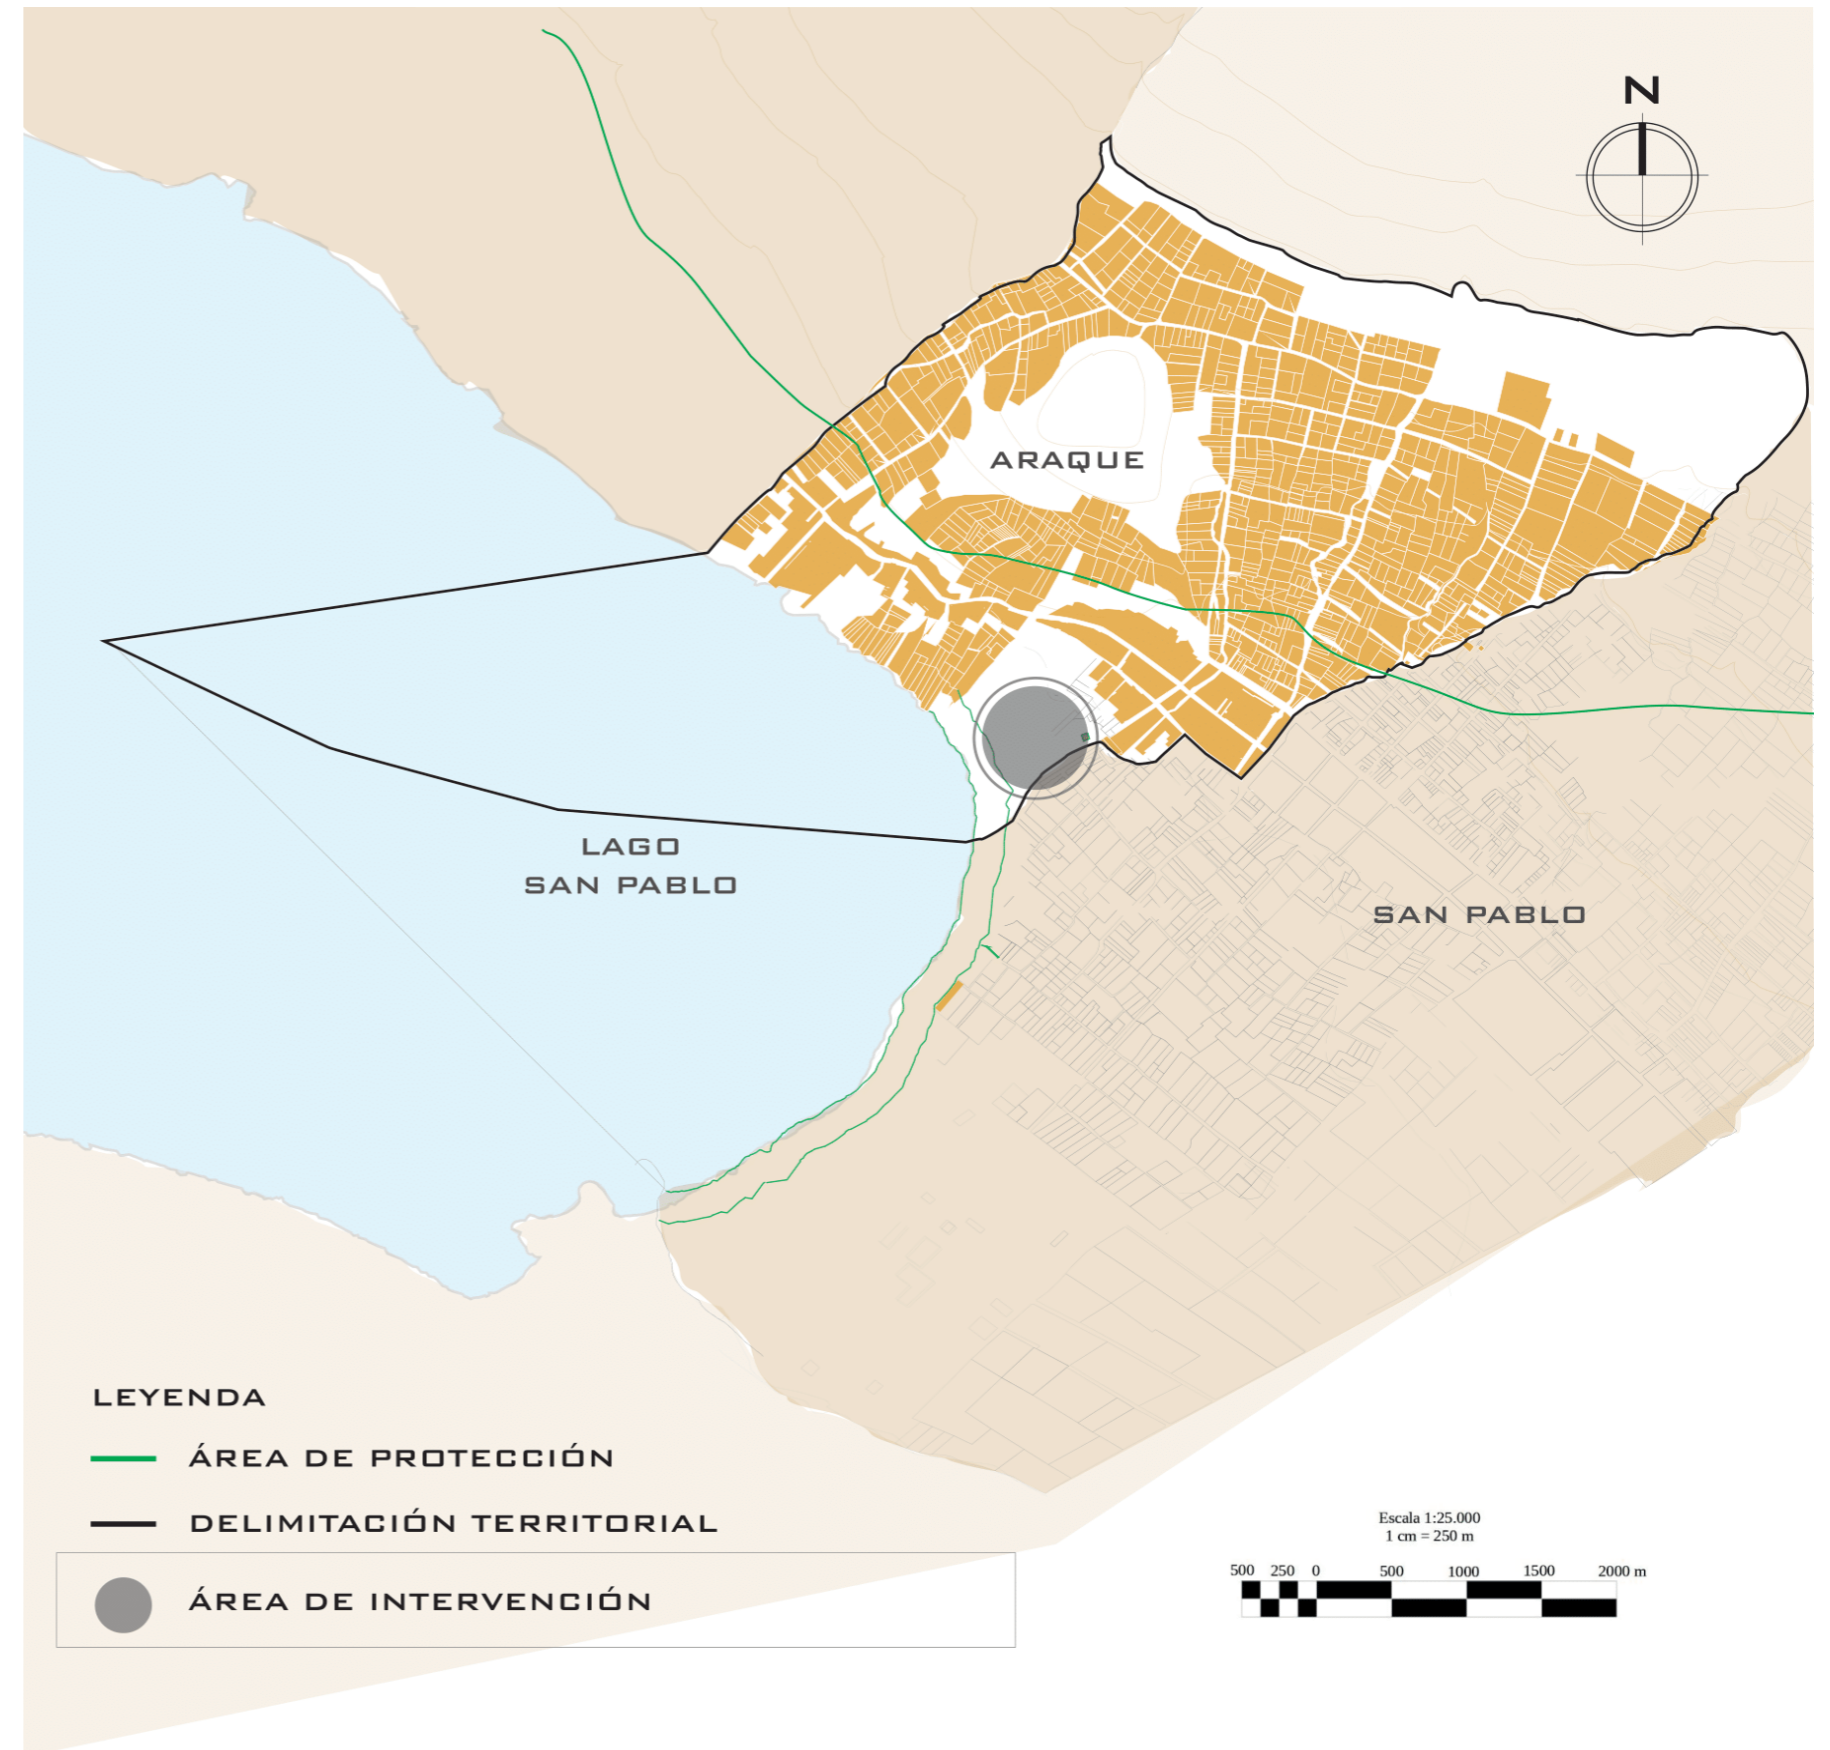 N
ARAQUE
LAGO
SAN PABLO
SAN PABLO
LEYENDA
ÁREA DE PROTECCIÓN
DELIMITACIÓN TERRITORIAL
ÁREA DE INTERVENCIÓN
Escala 1:25.000
1 cm = 250 m
500 250 0 500 1000 1500 2000 m